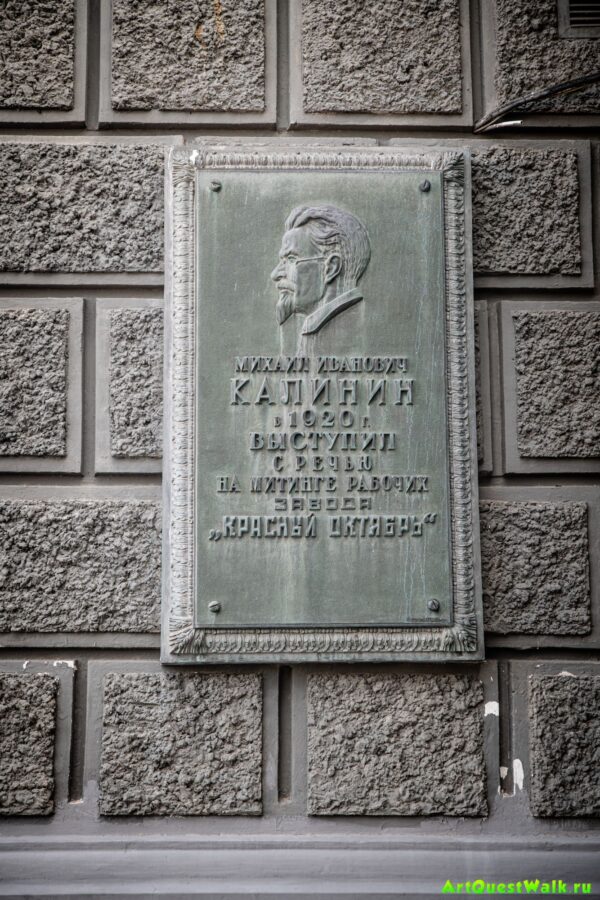 МИХАИЛ ИВАНОВИЧ
КАЛИНИН
в 1920 г.
ВЫСТУПИЛ
С РЕЧЬЮ
НА МИТИНГЕ РАБОЧИХ
ЗАВОДА
„КРАСНЫЙ ОКТЯБРЬ“
ArtQuestWalk.ru